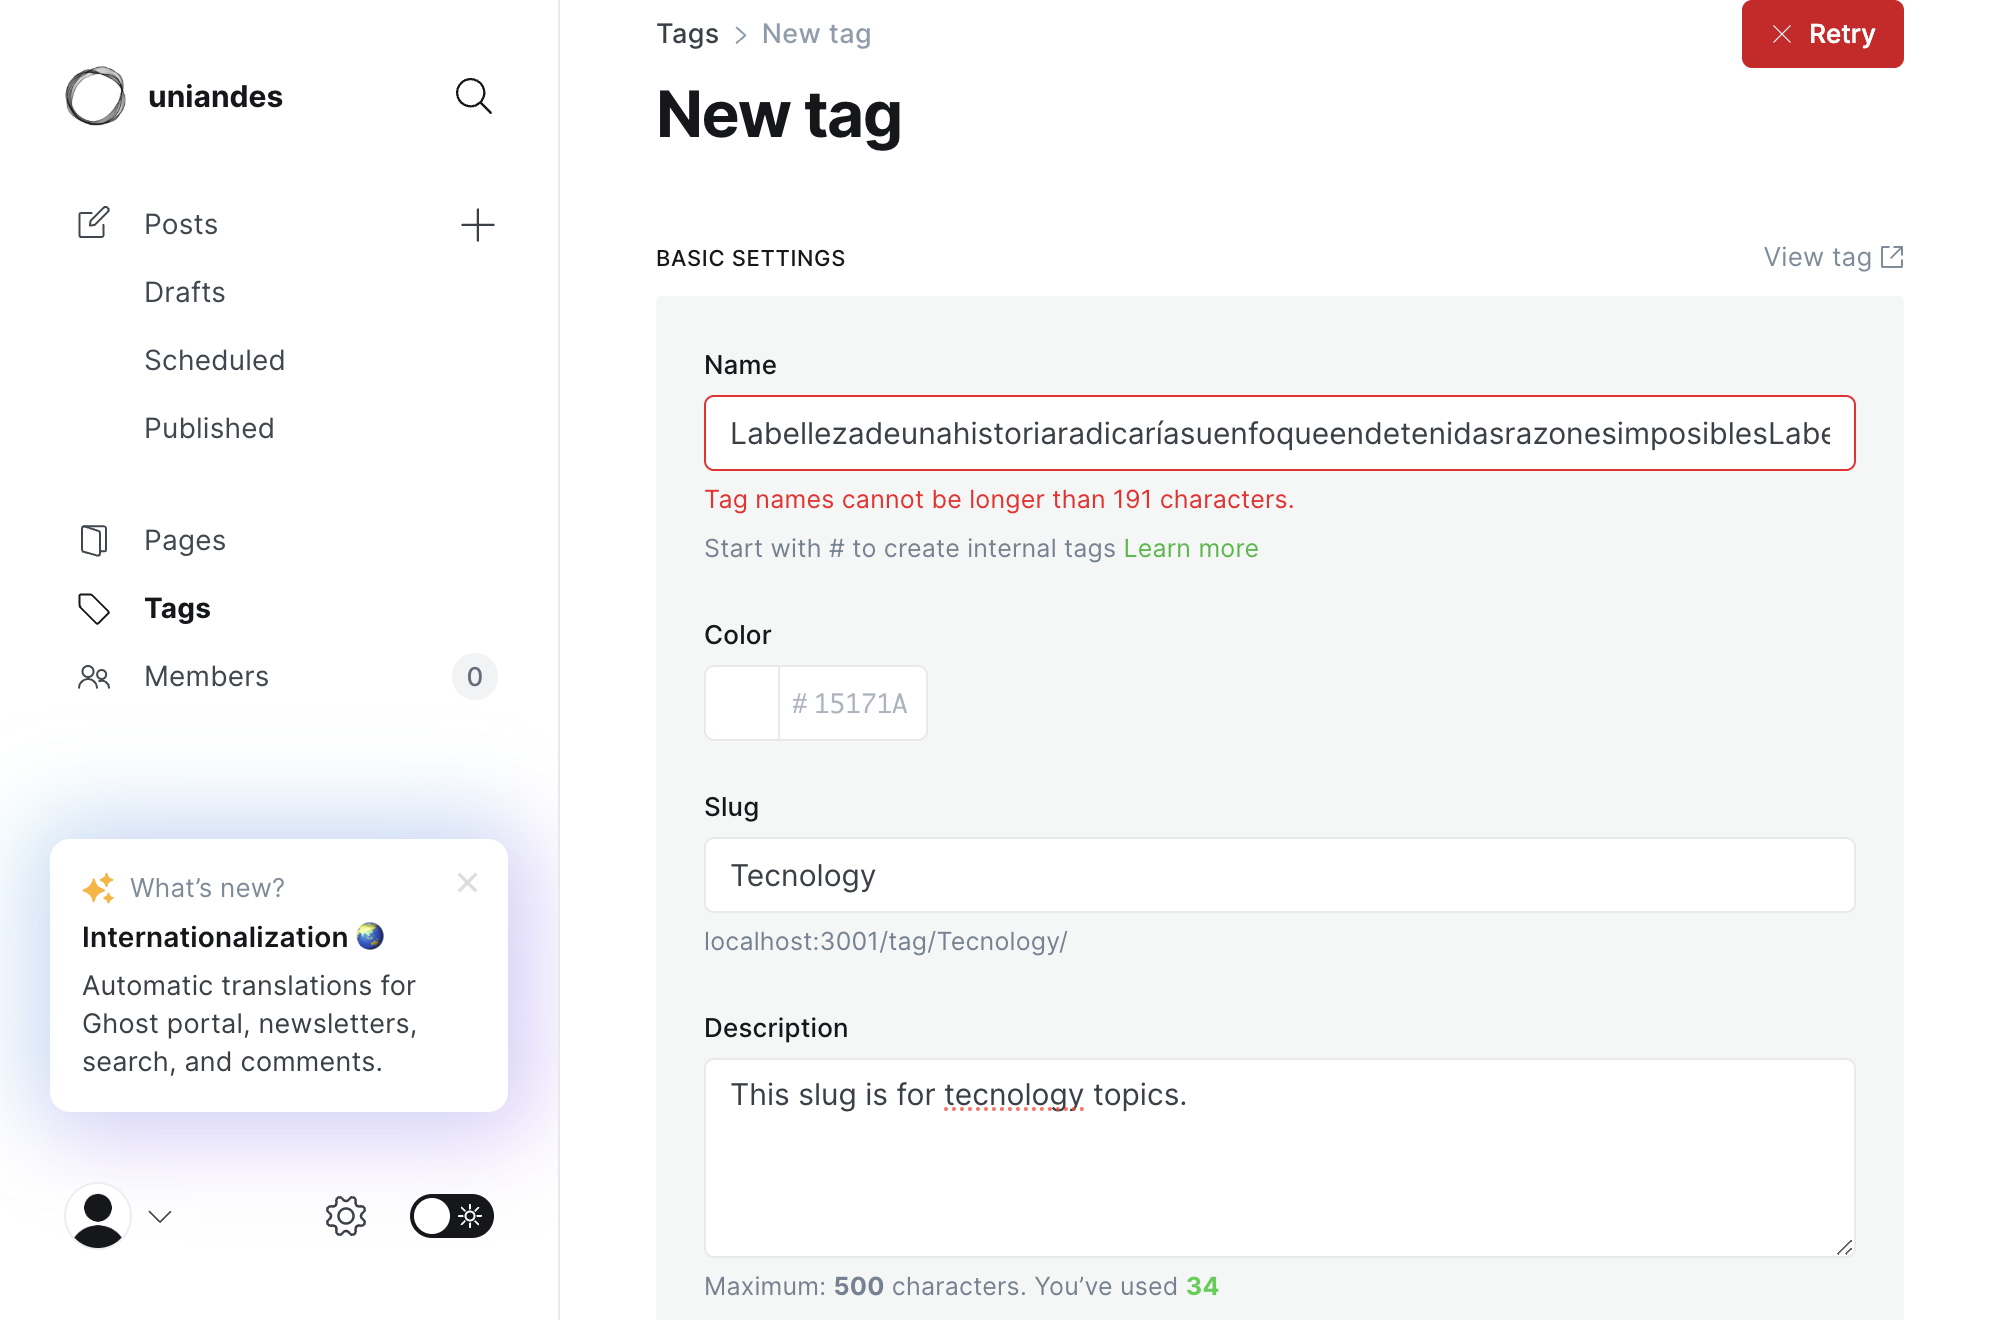 uniandes
Posts
Drafts
Scheduled
Published
Pages
Tags
Members
0
What's new?
Internationalization
Automatic translations for
Ghost portal, newsletters,
search, and comments.
Tags > New tag
Retry
New tag
BASIC SETTINGS
View tag
Name
LabellezadeunahistoriaradicaríasuenfoqueendetenidasrazonesimposiblesLabe
Tag names cannot be longer than 191 characters.
Start with # to create internal tags Learn more
Color
# 15171A
Slug
Tecnology
localhost:3001/tag/Tecnology/
Description
This slug is for tecnology topics.
Maximum: 500 characters. You've used 34